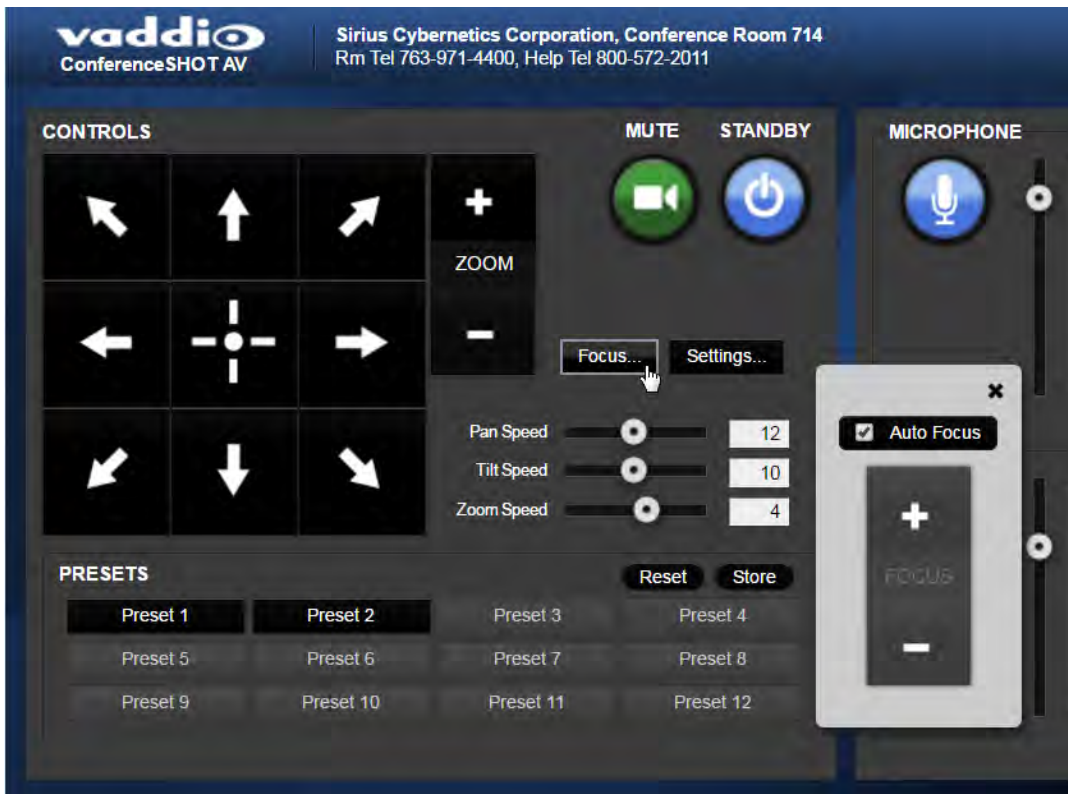 vaddio
ConferenceSHOT AV
Sirius Cybernetics Corporation, Conference Room 714
Rm Tel 763-971-4400, Help Tel 800-572-2011
CONTROLS
MUTE STANDBY
MICROPHONE
ZOOM
Focus... Settings...
Auto Focus
Pan Speed 12
Tilt Speed 10
Zoom Speed 4
FOCUS
PRESETS
Reset Store
Preset 1 Preset 2 Preset 3 Preset 4
Preset 5 Preset 6 Preset 7 Preset 8
Preset 9 Preset 10 Preset 11 Preset 12